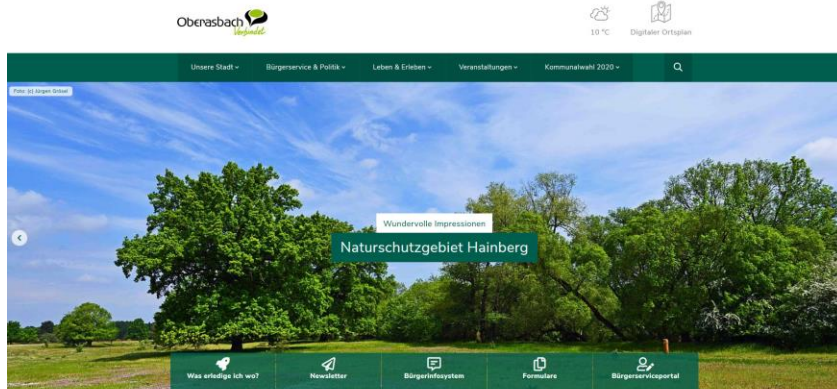 Oberasbach
Verbindet
10 °C
Digitaler Ortsplan
Unsere Stadt
Bürgerservice & Politik
Leben & Erleben
Veranstaltungen
Kommunalwahl 2020
Foto: (c) Jürgen Grösel
Wundervolle Impressionen
Naturschutzgebiet Hainberg
Was erledige ich wo?
Newsletter
Bürgerinfosystem
Formulare
Bürgerserviceportal